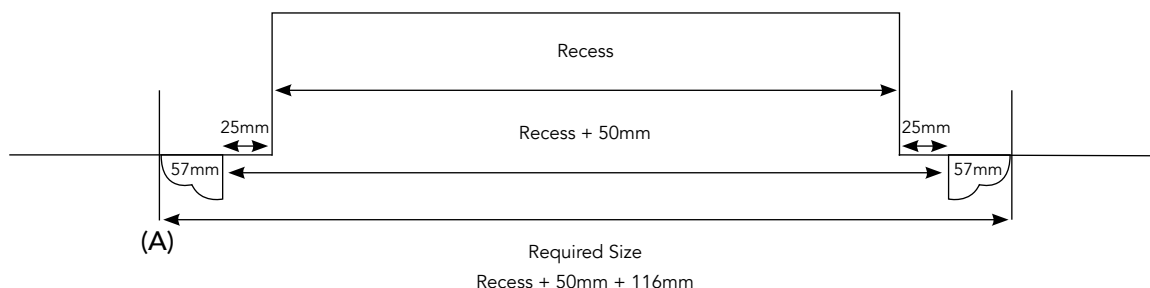 Recess
25mm
Recess + 50mm
25mm
57mm
57mm
(A)
Required Size
Recess + 50mm + 116mm